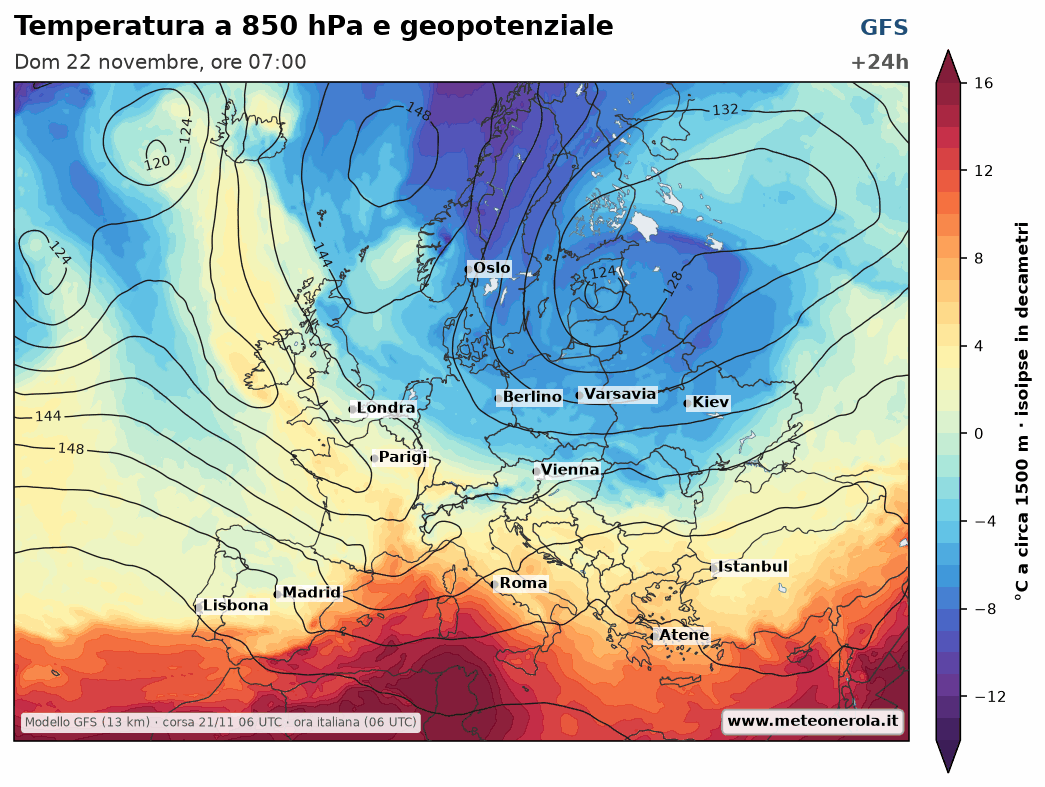 Temperatura a 850 hPa e geopotenziale
GFS
Dom 22 novembre, ore 07:00
+24h
148
132
124
120
124
144
124
128
Oslo
Berlino
Varsavia
Kiev
Londra
144
148
Parigi
Vienna
Istanbul
Roma
Madrid
Lisbona
Atene
Modello GFS (13 km) · corsa 21/11 06 UTC · ora italiana (06 UTC)
www.meteonerola.it
16
12
8
4
0
−4
−8
−12
°C a circa 1500 m · isoipse in decametri